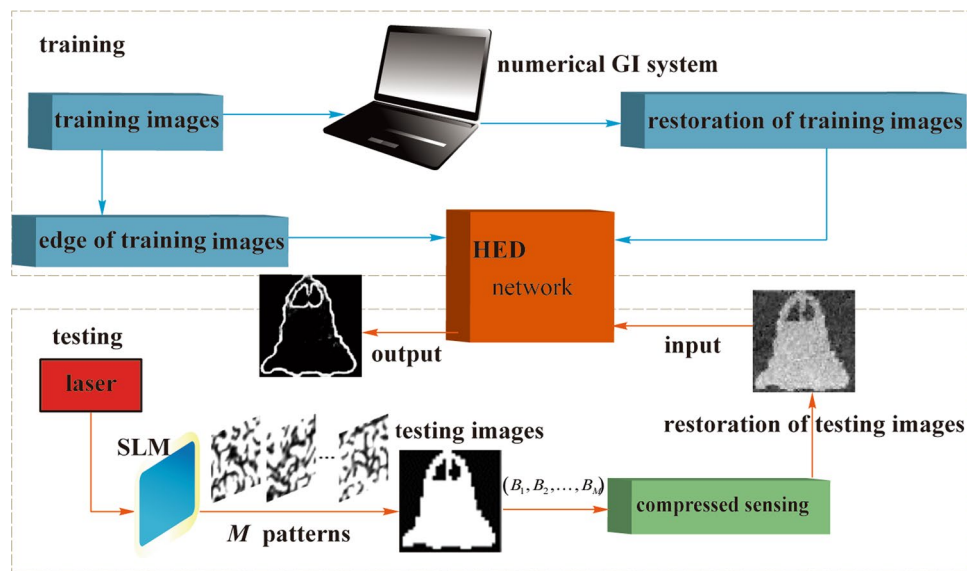 training
numerical GI system
training images
restoration of training images
edge of training images
HED
network
testing
output
input
laser
restoration of testing images
SLM
...
testing images
(B₁, B₂, ..., B_M)
compressed sensing
M patterns